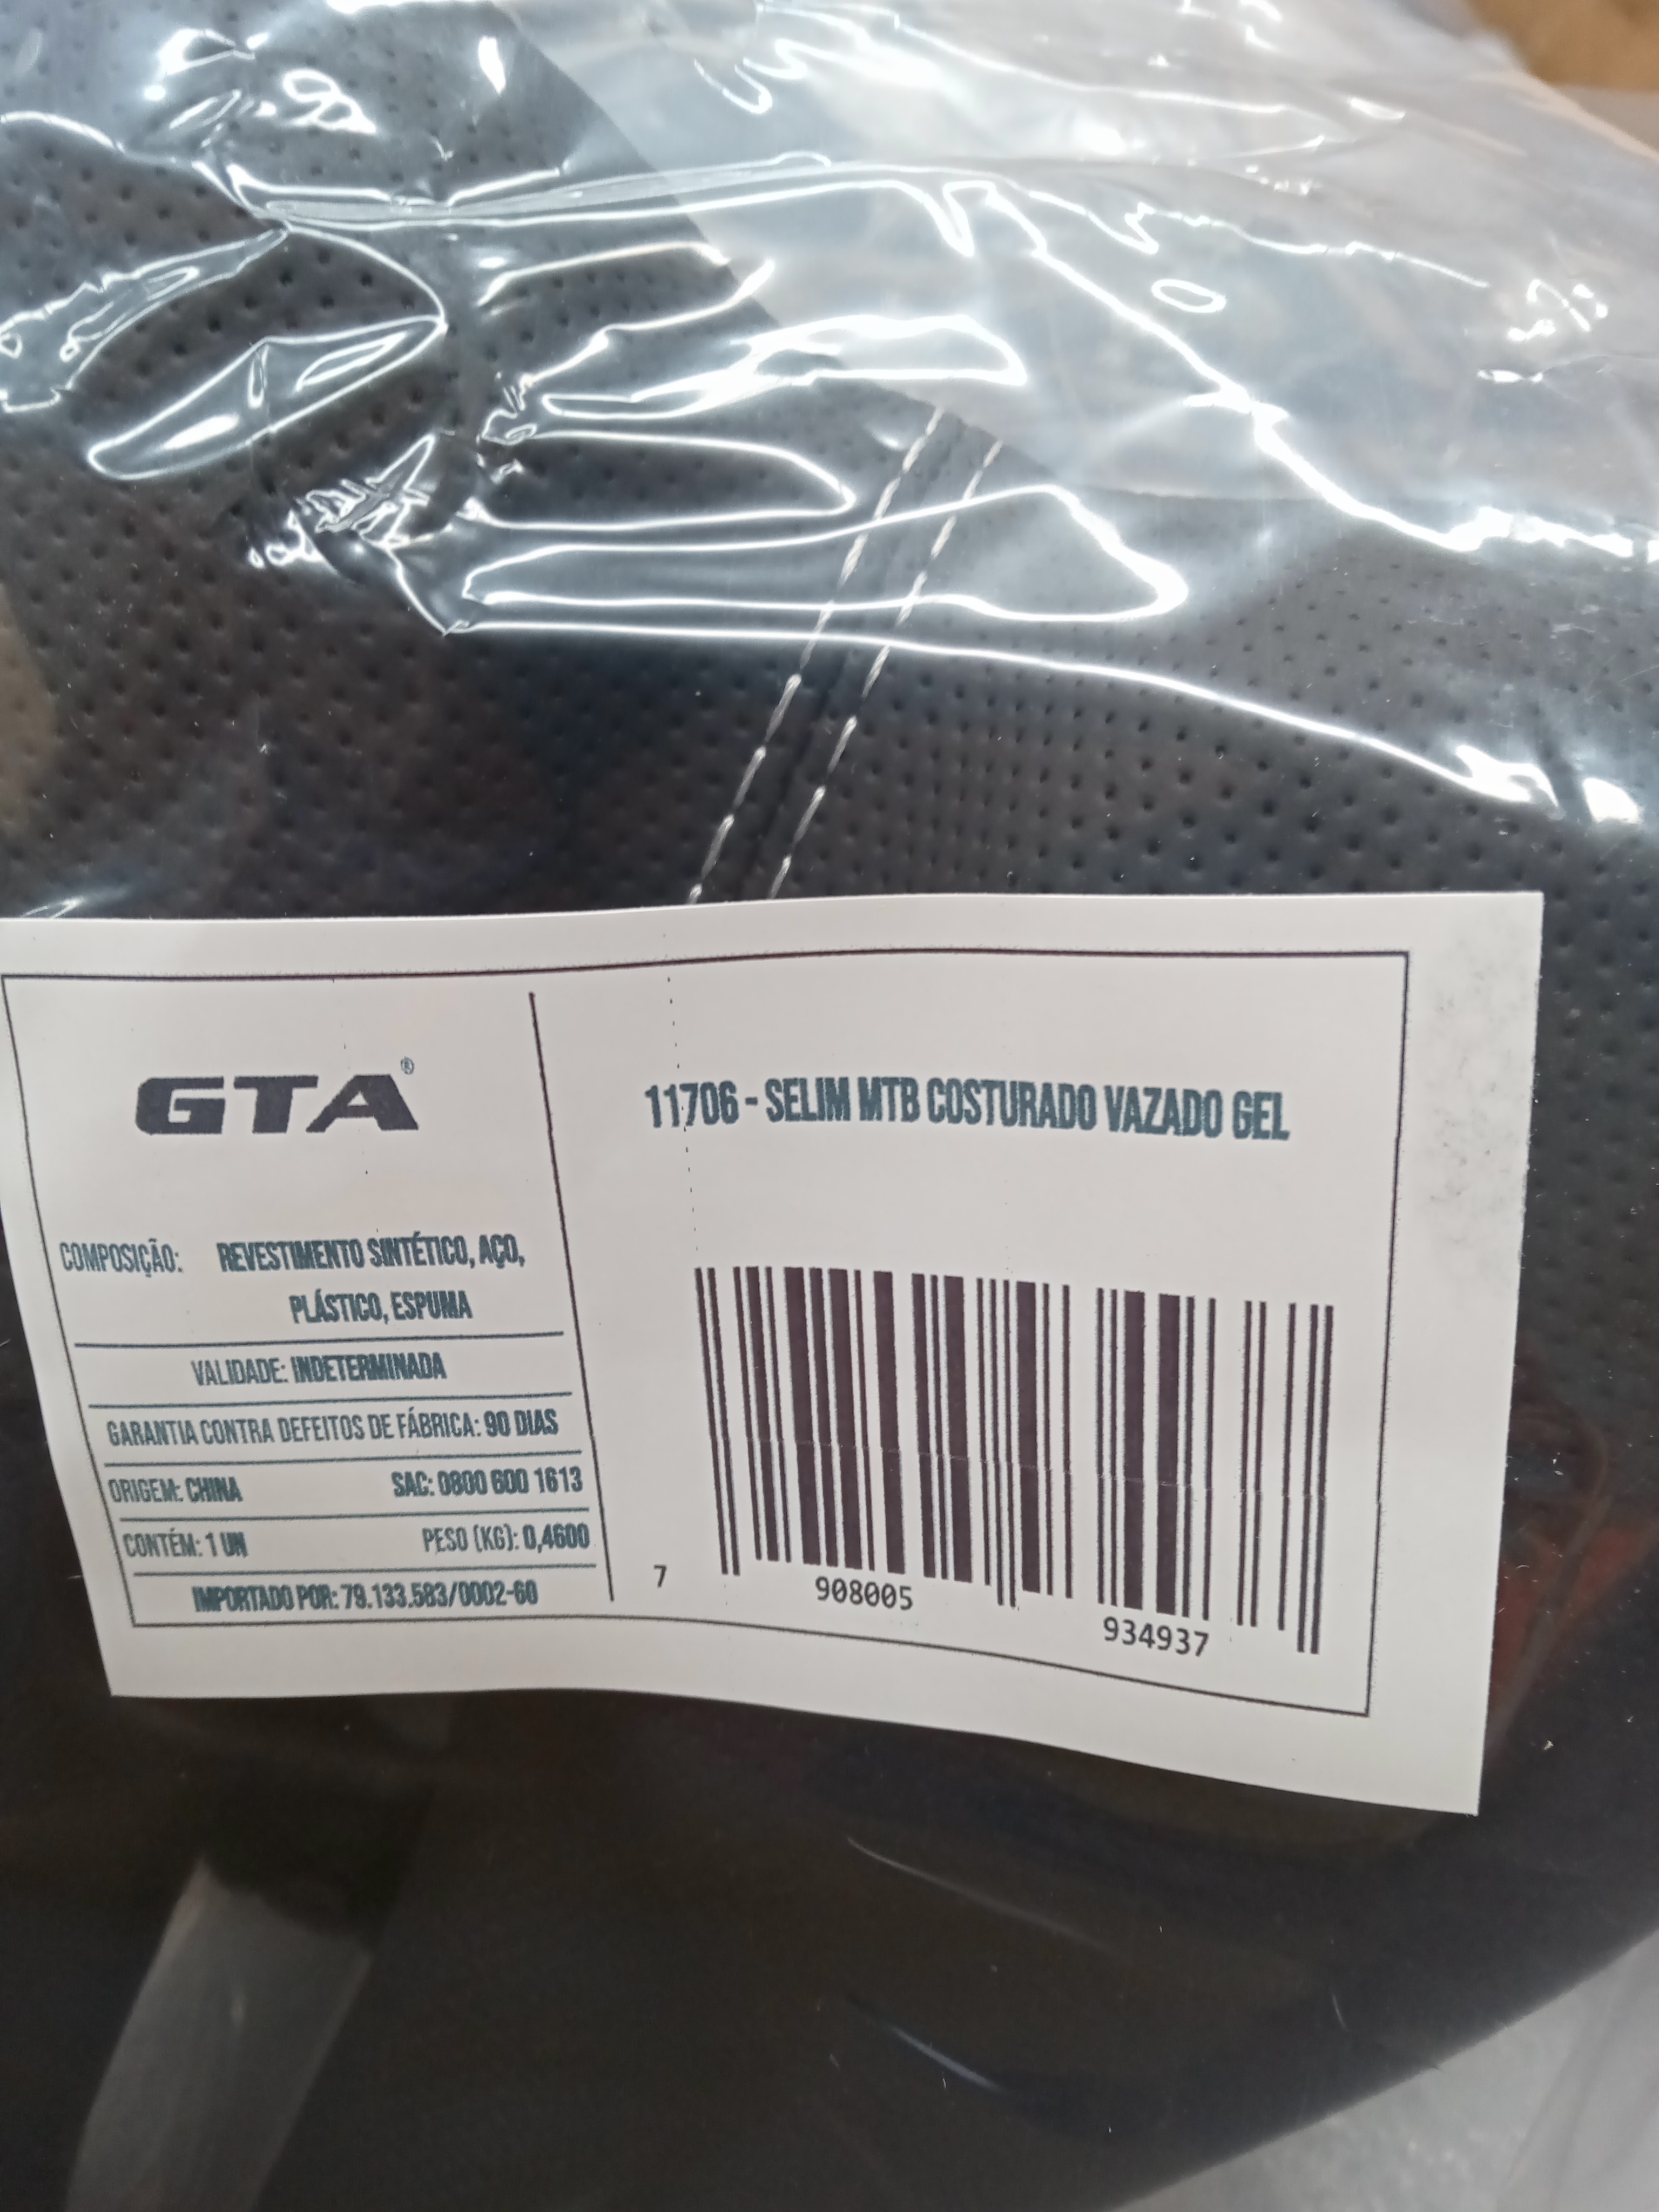 GTA®
COMPOSIÇÃO: REVESTIMENTO SINTÉTICO, AÇO,
PLÁSTICO, ESPUMA
VALIDADE: INDETERMINADA
GARANTIA CONTRA DEFEITOS DE FÁBRICA: 90 DIAS
ORIGEM: CHINA SAC: 0800 600 1613
CONTÉM: 1 UN PESO (KG): 0,4600
IMPORTADO POR: 79.133.583/0002-60
11706 - SELIM MTB COSTURADO VAZADO GEL
7 908005 934937